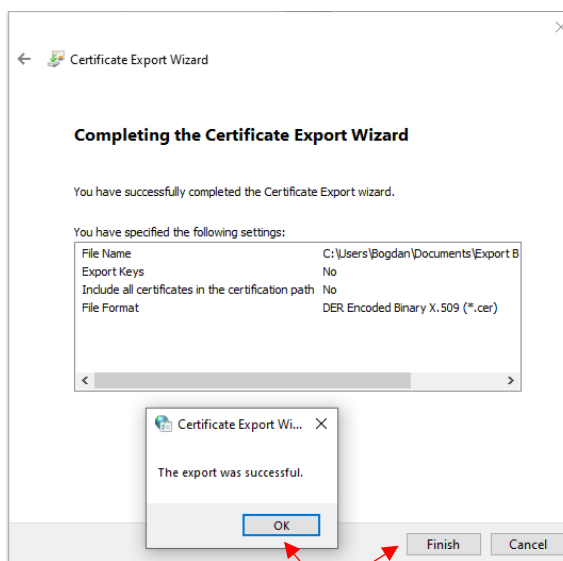 Certificate Export Wizard
Completing the Certificate Export Wizard
You have successfully completed the Certificate Export wizard.
You have specified the following settings:
File Name C:\Users\Bogdan\Documents\Export B
Export Keys No
Include all certificates in the certification path No
File Format DER Encoded Binary X.509 (*.cer)
Certificate Export Wi...
The export was successful.
OK
Finish Cancel